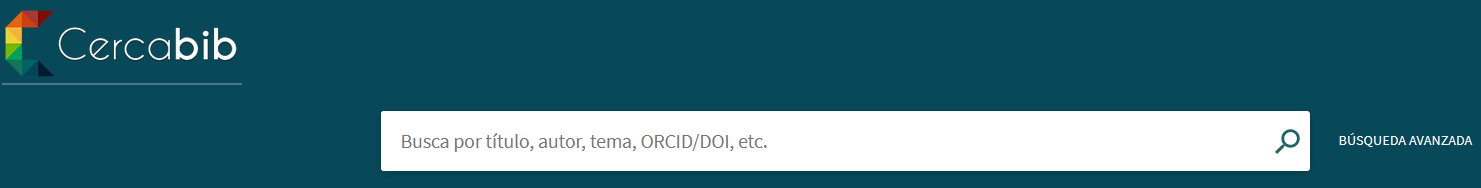 Cercabib
Busca por título, autor, tema, ORCID/DOI, etc.
BÚSQUEDA AVANZADA